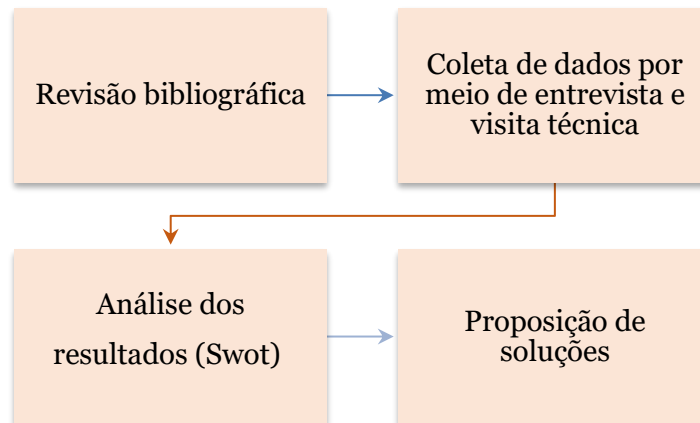 Revisão bibliográfica
Coleta de dados por
meio de entrevista e
visita técnica
Análise dos
resultados (Swot)
Proposição de
soluções